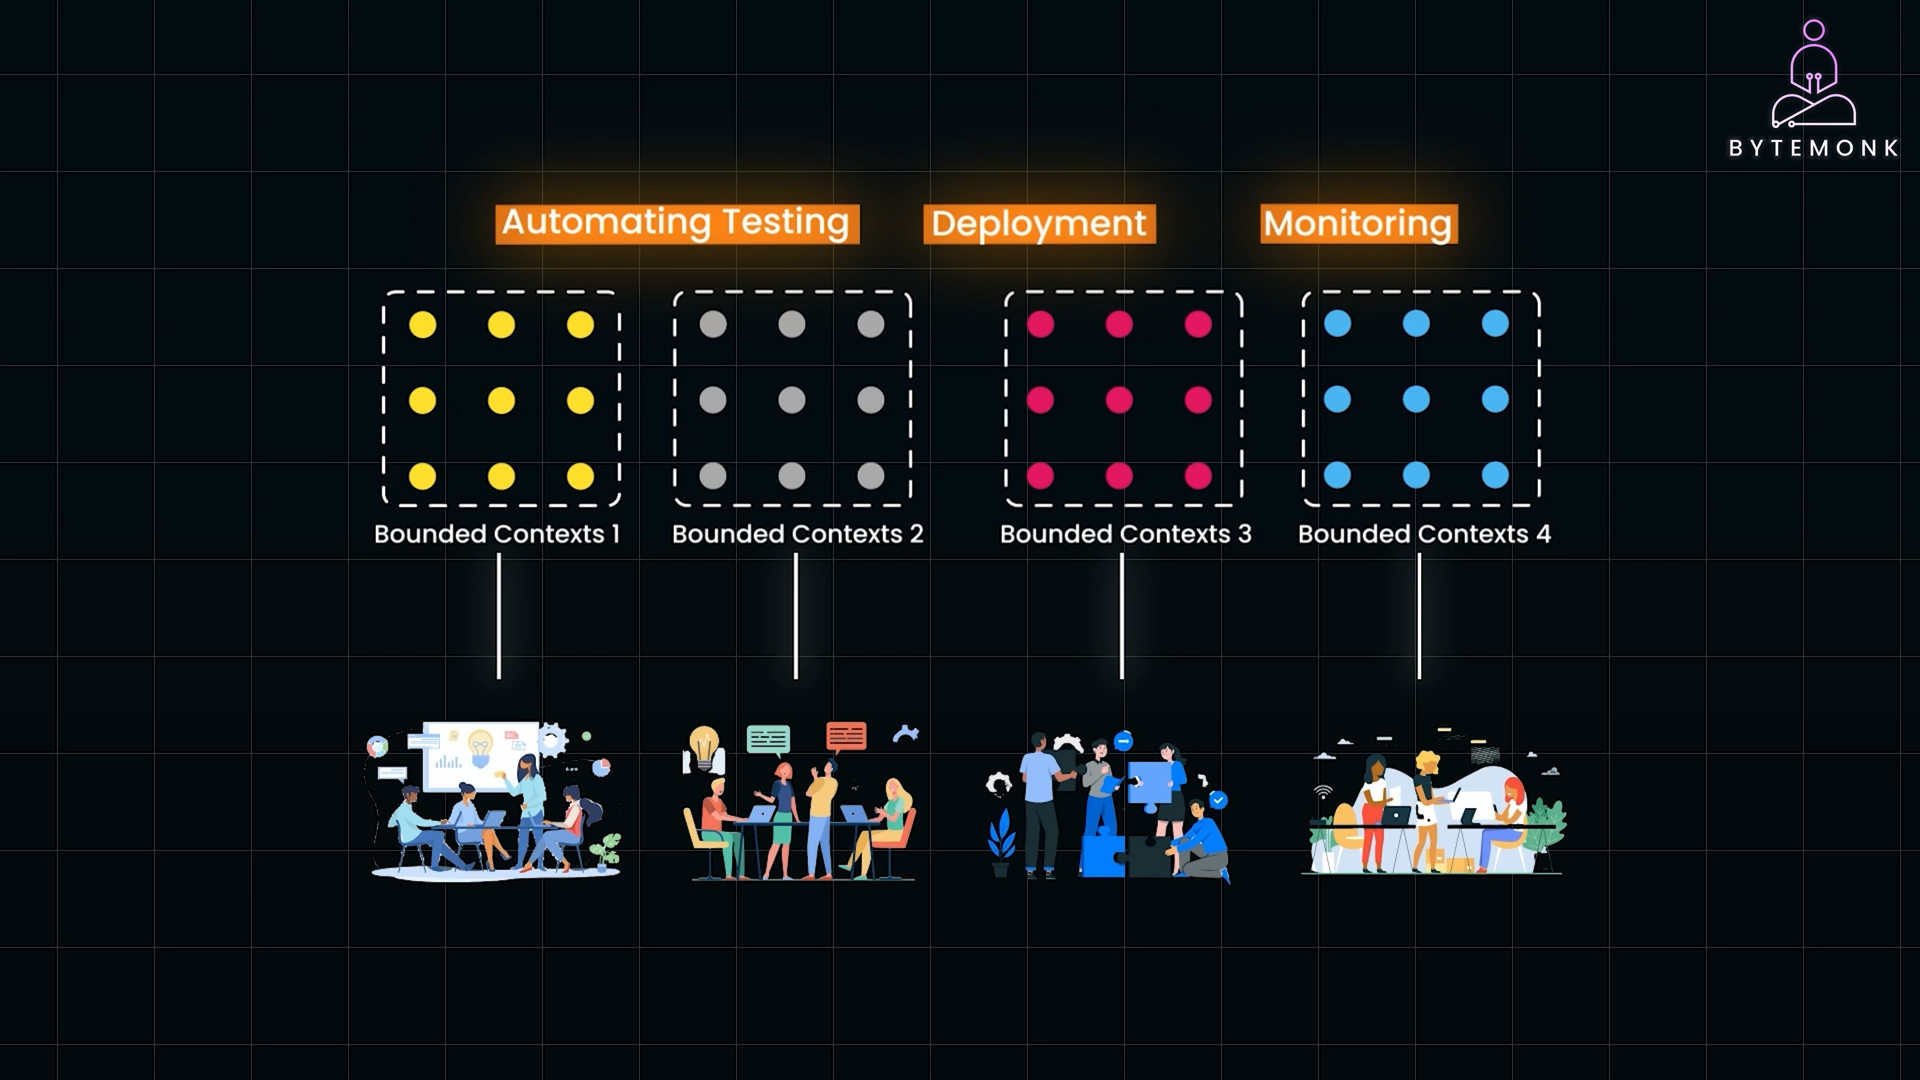 BYTEMONK
Automating Testing
Deployment
Monitoring
Bounded Contexts 1
Bounded Contexts 2
Bounded Contexts 3
Bounded Contexts 4